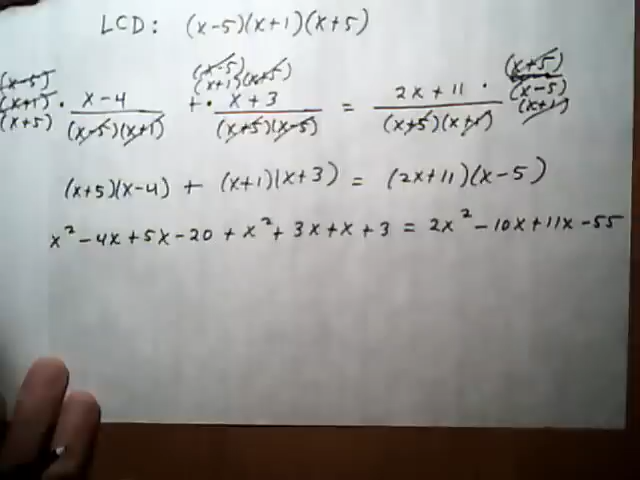 LCD: (x-5)(x+1)(x+5)
(x-5) (x-5) (x+5)
(x+1) · x-4 + (x+1)(x+5) · x+3 = 2x+11 · (x-5)
(x+5) (x-5)(x+1) (x+5)(x-5) (x+5)(x+1) (x+1)
(x+5)(x-4) + (x+1)(x+3) = (2x+11)(x-5)
x² -4x+5x-20 + x² + 3x+x+3 = 2x² -10x+11x-55